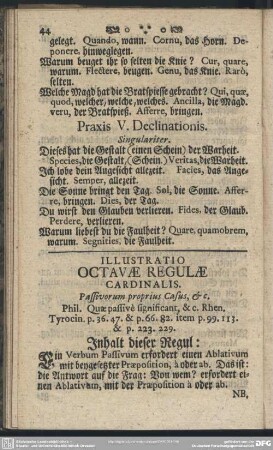 44 ❀ o ❀
gelegt. Quando, wann. Cornu, das Horn. De-
ponere. hinweglegen.
Warum beuget ihr so selten die Knie? Cur, quare,
warum. Flectere, beugen. Genu, das Knie. Rarò,
selten.
Welche Magd hat die Bratspiesse gebracht? Qui, quæ,
quod, welcher, welche, welches. Ancilla, die Magd.
veru, der Bratspieß. Afferre, bringen.
Praxis V. Declinationis.
Singulariter.
Dieses hat die Gestalt (einen Schein) der Warheit.
Species, die Gestalt, (Schein.) Veritas, die Warheit.
Ich lobe dein Angesicht allezeit. Facies, das Ange-
sicht. Semper, allezeit.
Die Sonne bringt den Tag. Sol, die Sonne. Affer-
re, bringen. Dies, der Tag.
Du wirst den Glauben verlieren. Fides. der Glaub.
Perdere, verlieren.
Warum liebest du die Faulheit? Quare, quamobrem,
warum. Segnities, die Faulheit.
ILLUSTRATIO
OCTAVÆ REGULÆ
CARDINALIS.
Passivorum proprius Casus, &c.
Phil. Quæ passivè significant, & c. Rhen.
Tyrocin. p. 36. 47. & p. 66. 82. item p. 99. 113.
& p. 223. 229.
Inhalt dieser Regul:
Ein Verbum Passivum erfordert einen Ablativum
mit beygesetzter Præposition, à oder ab. Das ist:
die Antwort auf die Frag: Von wem? erfordert ei-
nen Ablativum, mit der Præposition à oder ab.
NB,